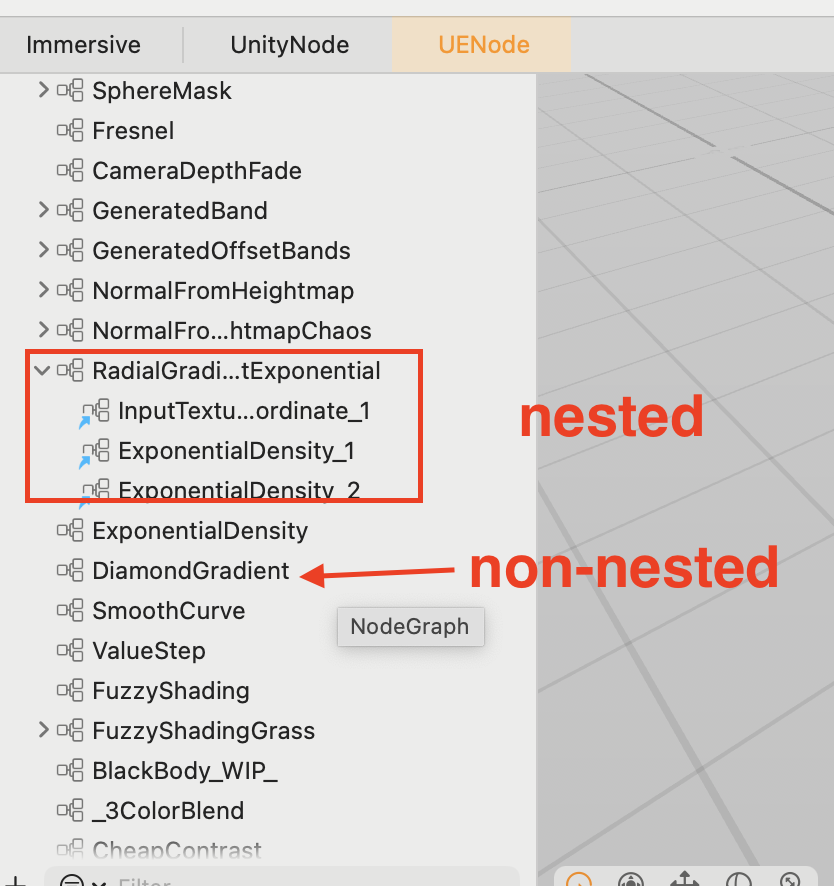 Immersive UnityNode UENode
SphereMask
Fresnel
CameraDepthFade
GeneratedBand
GeneratedOffsetBands
NormalFromHeightmap
NormalFro...htmapChaos
RadialGradi...tExponential
InputTextu...ordinate_1
nested
ExponentialDensity_1
ExponentialDensity_2
ExponentialDensity
DiamondGradient
non-nested
SmoothCurve
NodeGraph
ValueStep
FuzzyShading
FuzzyShadingGrass
BlackBody_WIP_
_3ColorBlend
CheapContrast
Filter